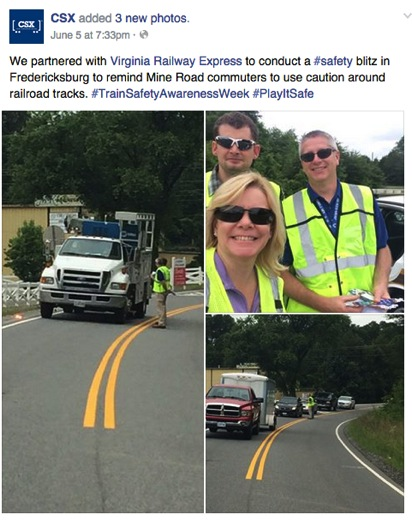 CSX
CSX added 3 new photos.
June 5 at 7:33pm ·
We partnered with Virginia Railway Express to conduct a #safety blitz in
Fredericksburg to remind Mine Road commuters to use caution around
railroad tracks. #TrainSafetyAwarenessWeek #PlayItSafe